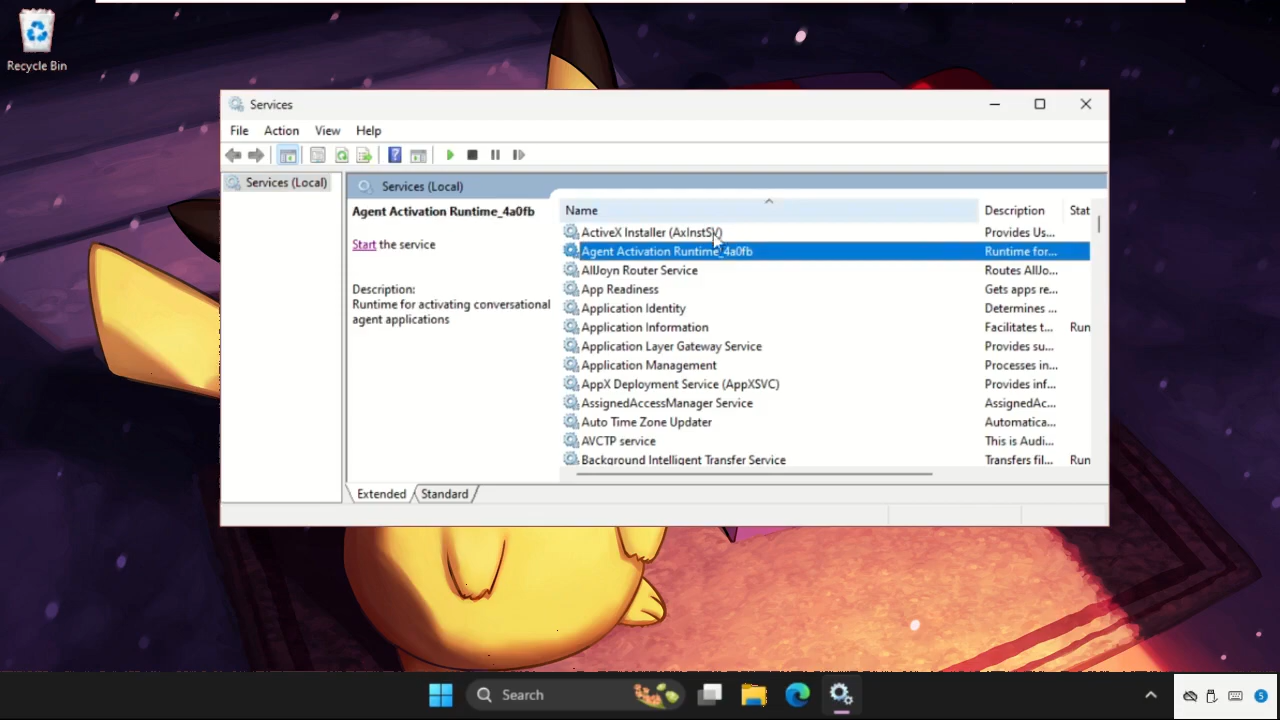 Recycle Bin
Services
File Action View Help
Services (Local)
Services (Local)
Agent Activation Runtime_4a0fb
Start the service
Description:
Runtime for activating conversational
agent applications
Name Description Stat
ActiveX Installer (AxInstSV) Provides Us...
Agent Activation Runtime_4a0fb Runtime for...
AllJoyn Router Service Routes AllJo...
App Readiness Gets apps re...
Application Identity Determines ...
Application Information Facilitates t... Run
Application Layer Gateway Service Provides su...
Application Management Processes in...
AppX Deployment Service (AppXSVC) Provides inf...
AssignedAccessManager Service AssignedAc...
Auto Time Zone Updater Automatica...
AVCTP service This is Audi...
Background Intelligent Transfer Service Transfers fil... Run
Extended Standard
Search
5